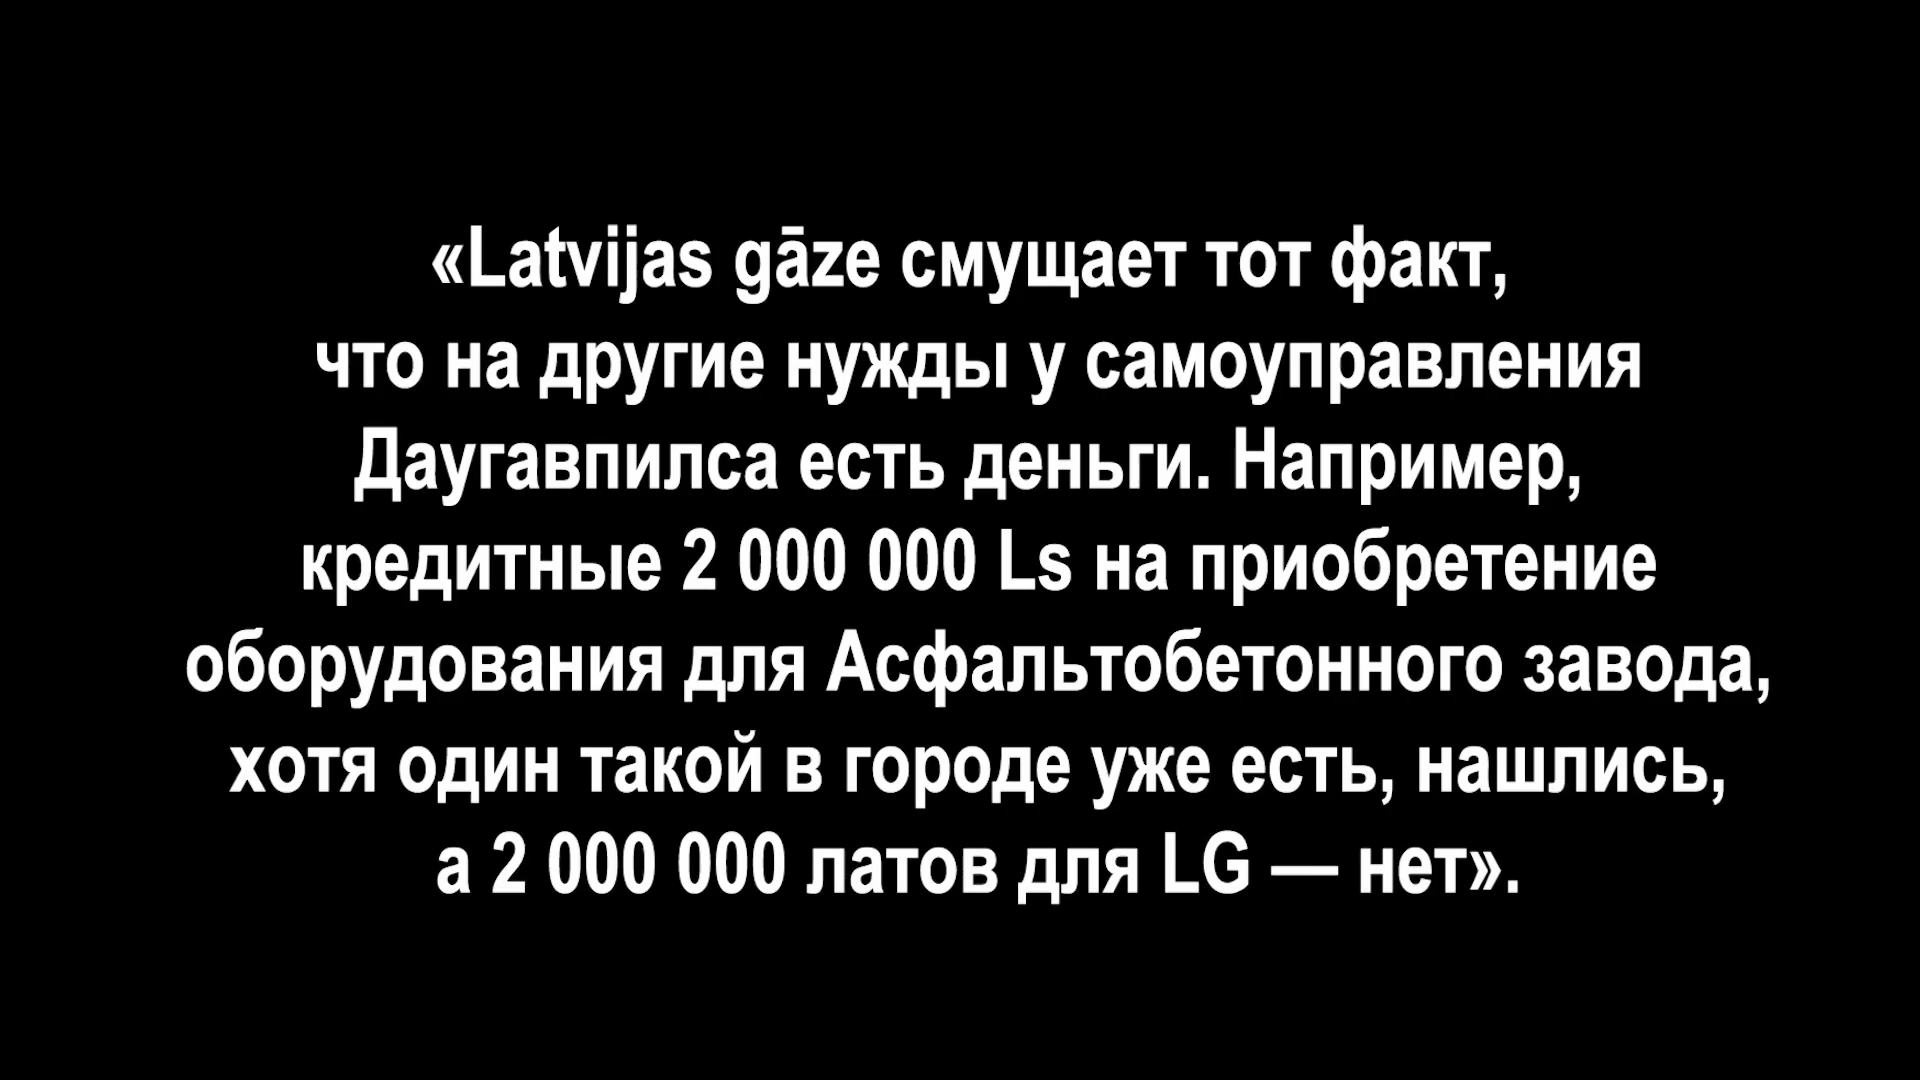 «Latvijas gāze смущает тот факт,
что на другие нужды у самоуправления
Даугавпилса есть деньги. Например,
кредитные 2 000 000 Ls на приобретение
оборудования для Асфальтобетонного завода,
хотя один такой в городе уже есть, нашлись,
а 2 000 000 латов для LG — нет».